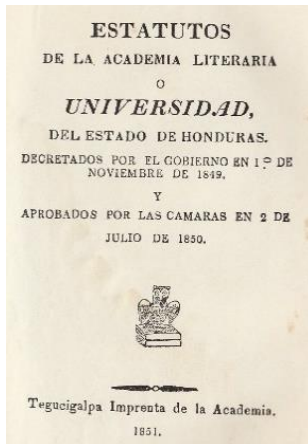 ESTATUTOS
DE LA ACADEMIA LITERARIA
O
UNIVERSIDAD,
DEL ESTADO DE HONDURAS.
DECRETADOS POR EL GOBIERNO EN 1.º DE
NOVIEMBRE DE 1849.
Y
APROBADOS POR LAS CAMARAS EN 2 DE
JULIO DE 1850.
Tegucigalpa Imprenta de la Academia.
1851.